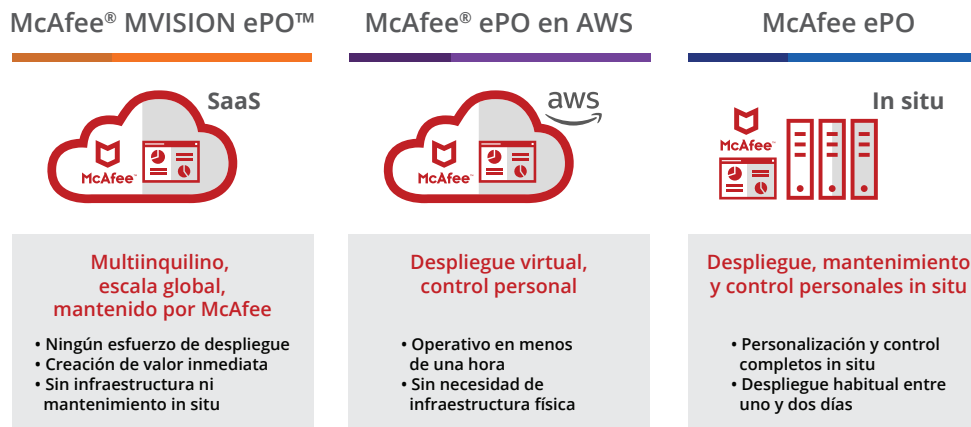 McAfee® MVISION ePO™
SaaS
McAfee™
Multiinquilino,
escala global,
mantenido por McAfee
• Ningún esfuerzo de despliegue
• Creación de valor inmediata
• Sin infraestructura ni
mantenimiento in situ
McAfee® ePO en AWS
aws
McAfee™
Despliegue virtual,
control personal
• Operativo en menos
de una hora
• Sin necesidad de
infraestructura física
McAfee ePO
In situ
McAfee™
Despliegue, mantenimiento
y control personales in situ
• Personalización y control
completos in situ
• Despliegue habitual entre
uno y dos días